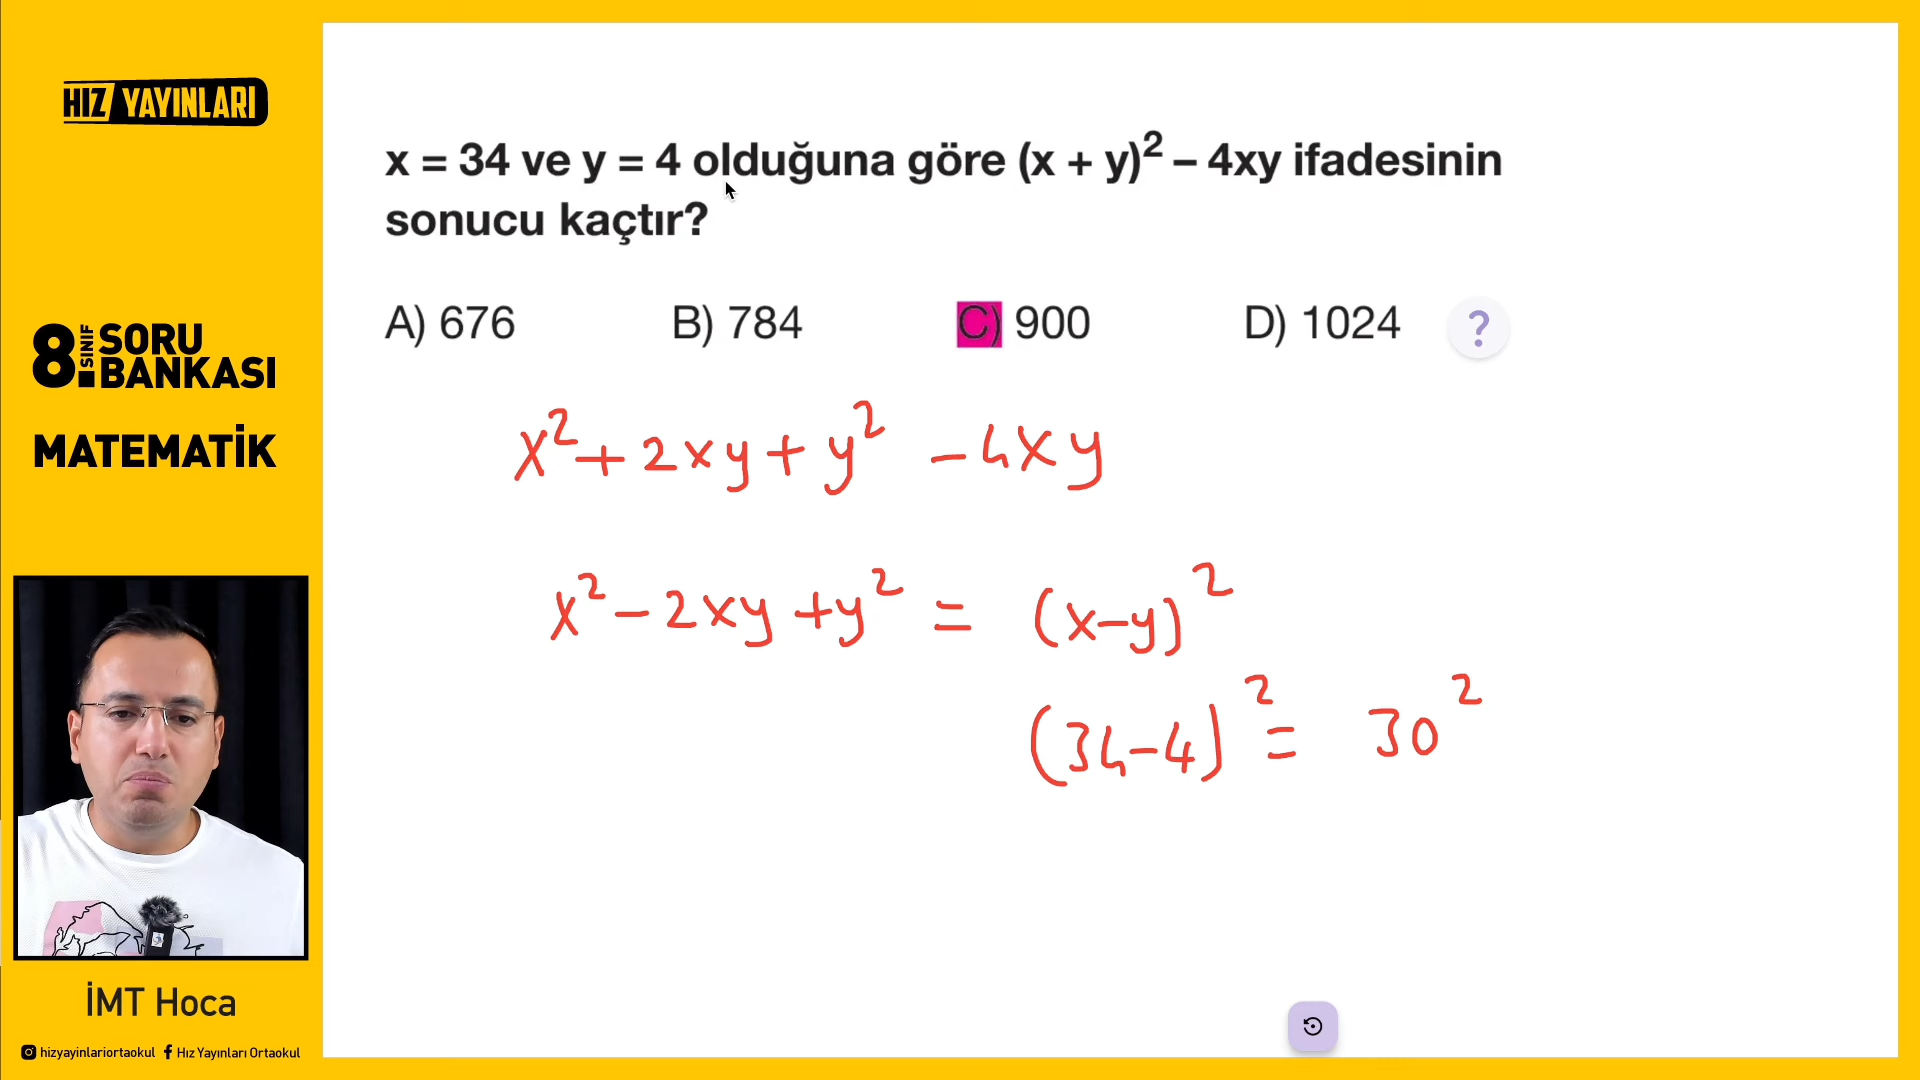 HIZ YAYINLARI
x = 34 ve y = 4 olduğuna göre (x + y)² – 4xy ifadesinin
sonucu kaçtır?
A) 676 B) 784 C) 900 D) 1024 ?
8. SINIF SORU BANKASI
MATEMATİK
x² + 2xy + y² - 4xy
x² - 2xy + y² = (x-y)²
(34-4)² = 30²
İMT Hoca
hizyayinlariortaokul Hız Yayınları Ortaokul